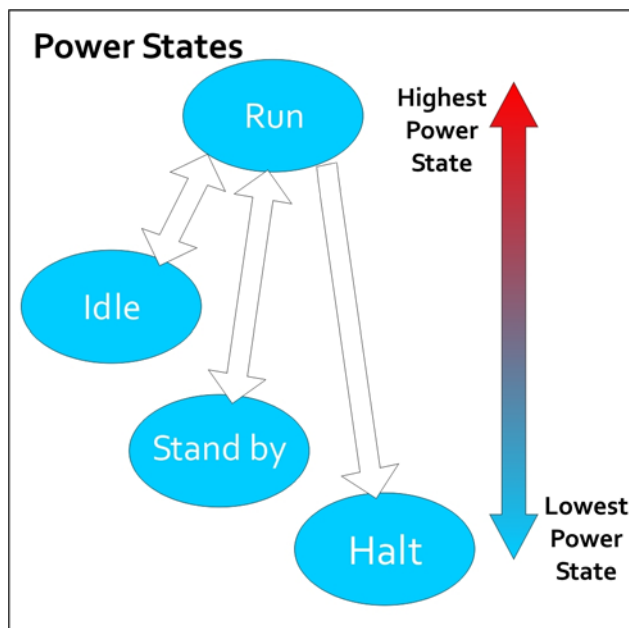 Power States
Run
Highest
Power
State
Idle
Stand by
Halt
Lowest
Power
State